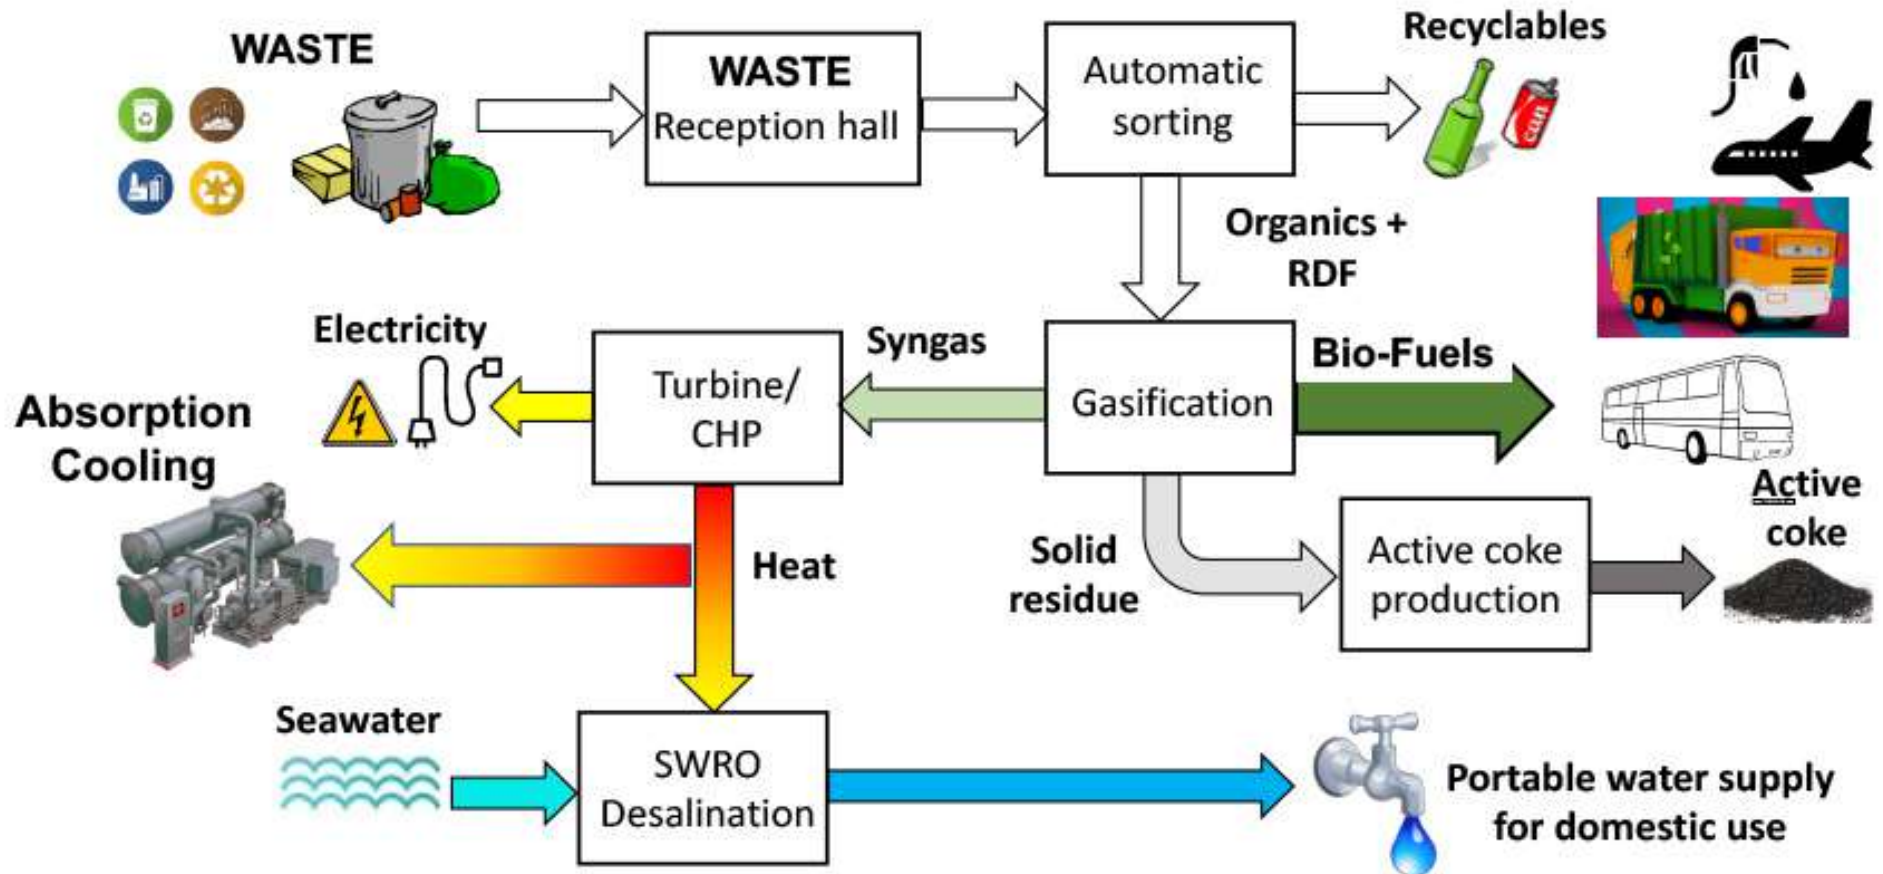 WASTE
WASTE
Reception hall
Automatic
sorting
Recyclables
can
Organics +
RDF
Electricity
Turbine/
CHP
Syngas
Gasification
Bio-Fuels
Absorption
Cooling
Heat
Solid
residue
Active coke
production
Active
coke
Seawater
SWRO
Desalination
Portable water supply
for domestic use